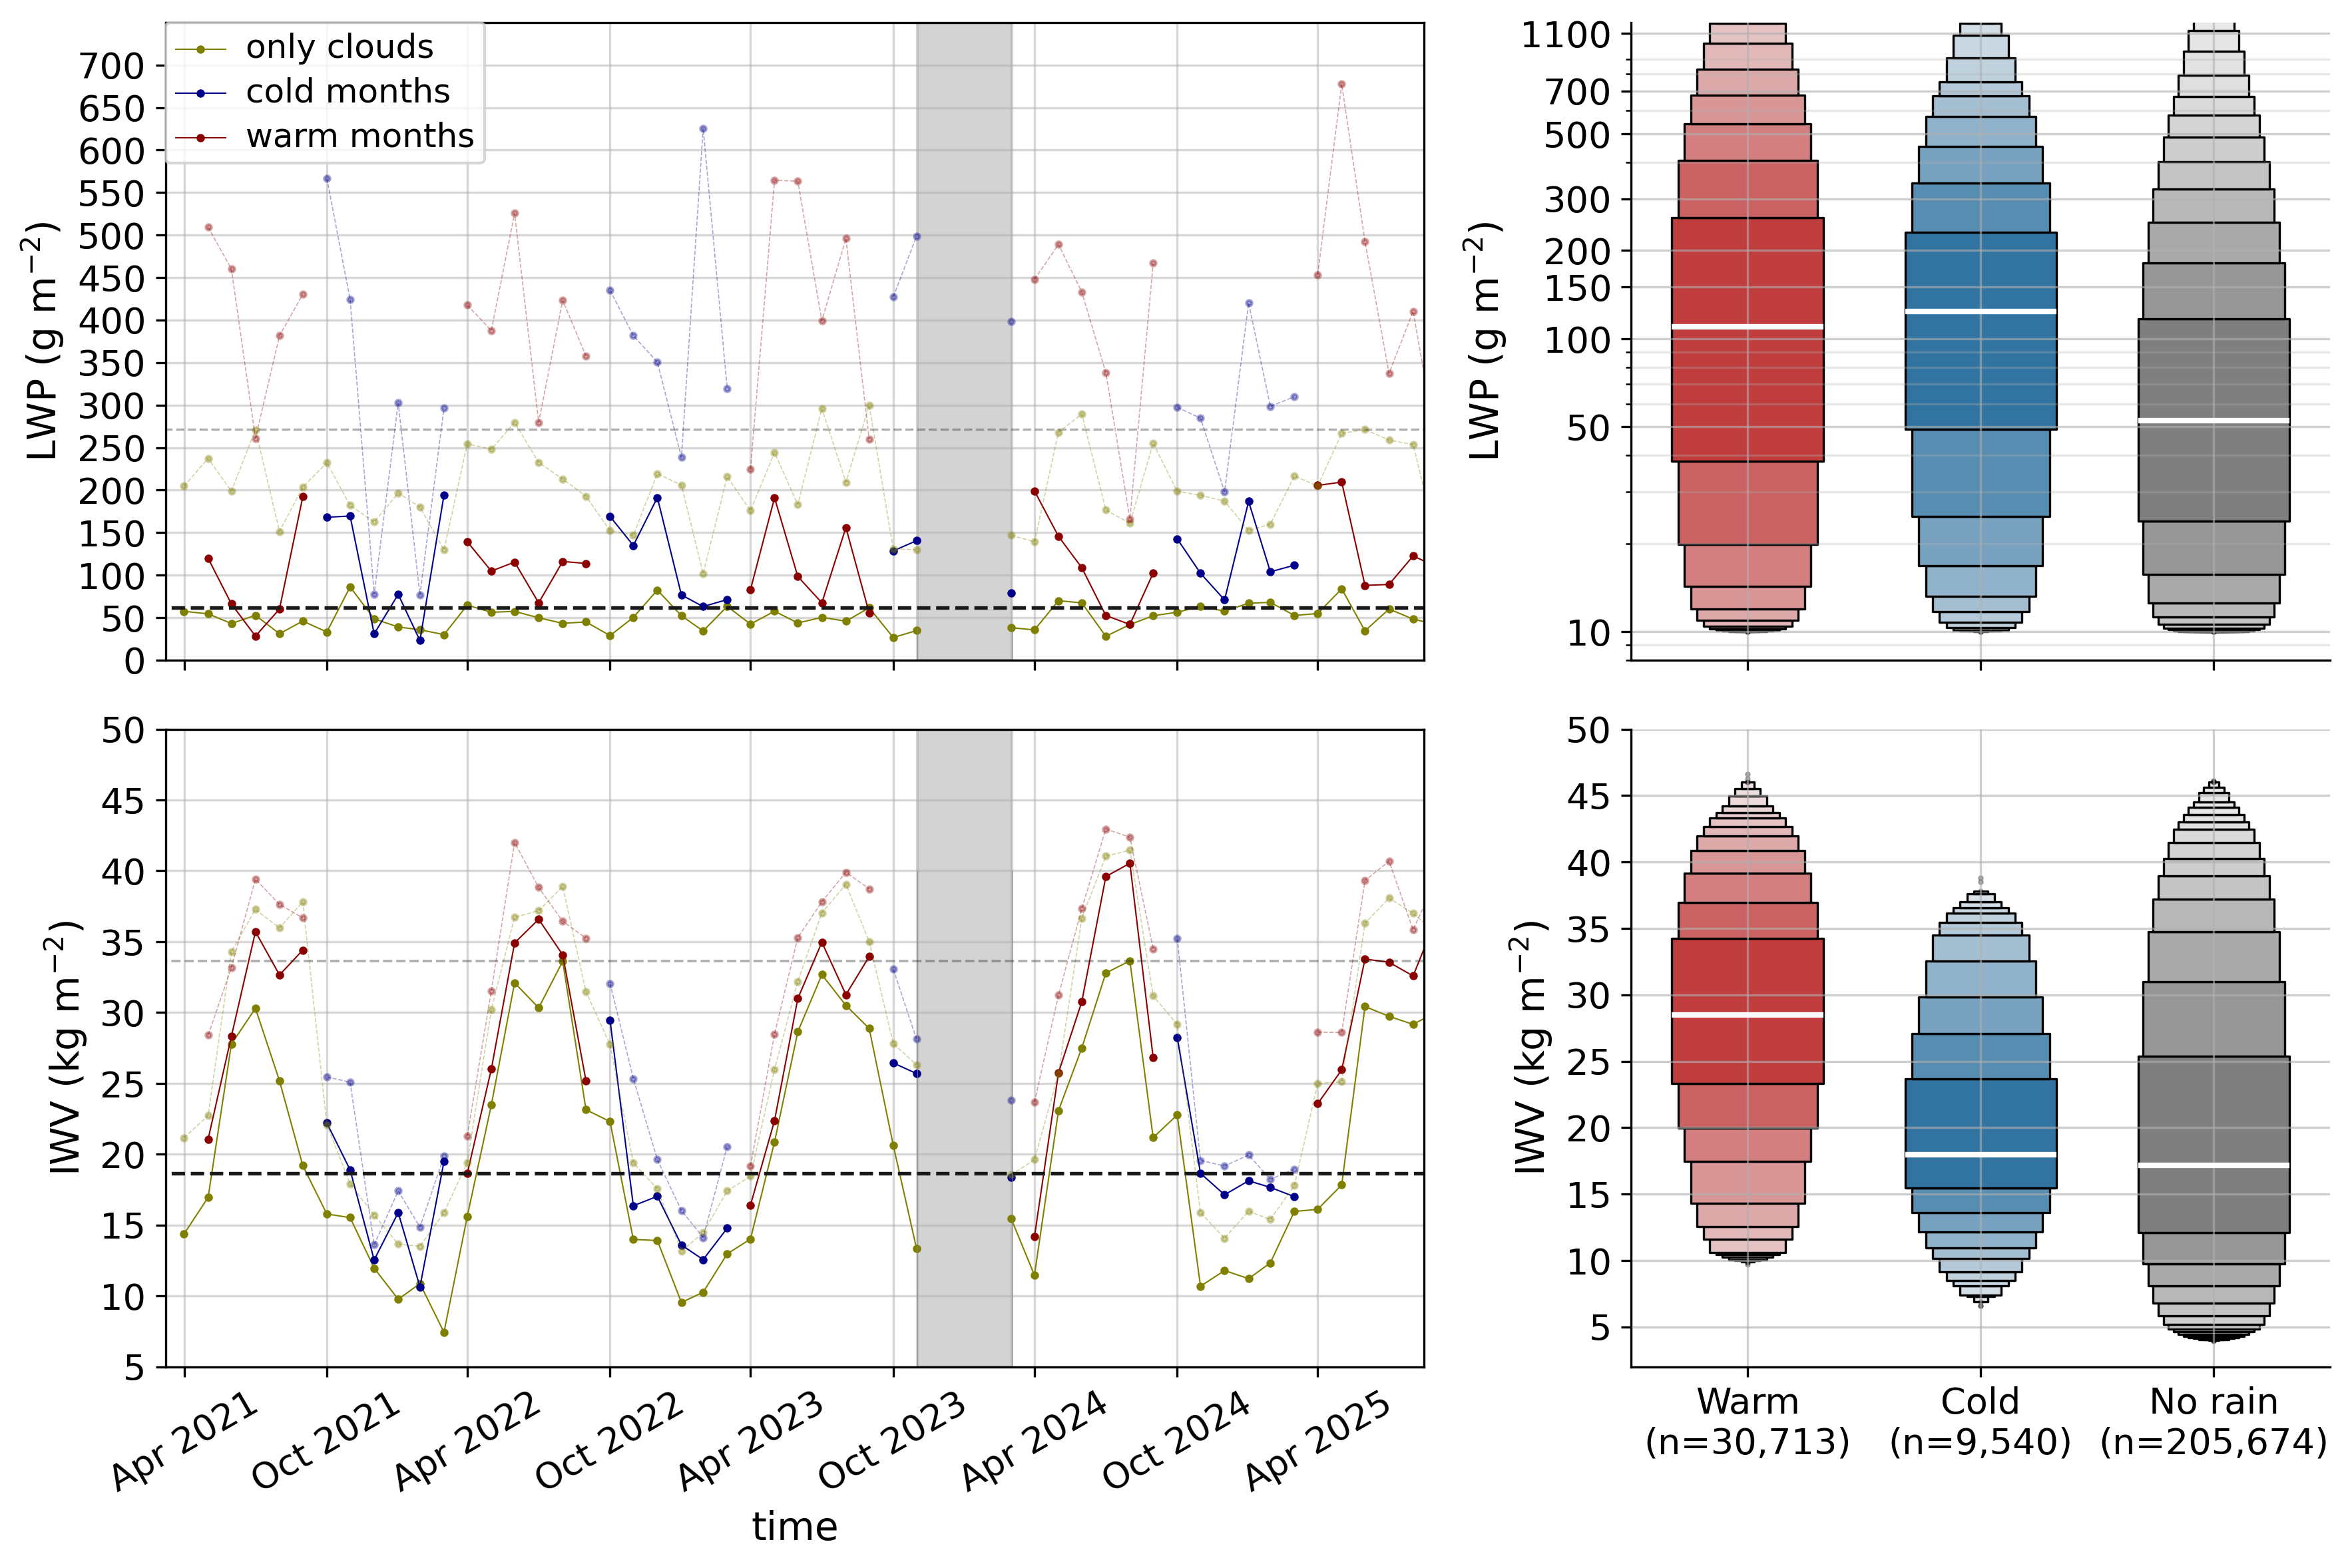 only clouds
cold months
warm months
LWP (g m⁻²)
700
650
600
550
500
450
400
350
300
250
200
150
100
50
0
LWP (g m⁻²)
1100
700
500
300
200
150
100
50
10
IWV (kg m⁻²)
50
45
40
35
30
25
20
15
10
5
Apr 2021
Oct 2021
Apr 2022
Oct 2022
Apr 2023
Oct 2023
Apr 2024
Oct 2024
Apr 2025
time
IWV (kg m⁻²)
50
45
40
35
30
25
20
15
10
5
Warm
(n=30,713)
Cold
(n=9,540)
No rain
(n=205,674)